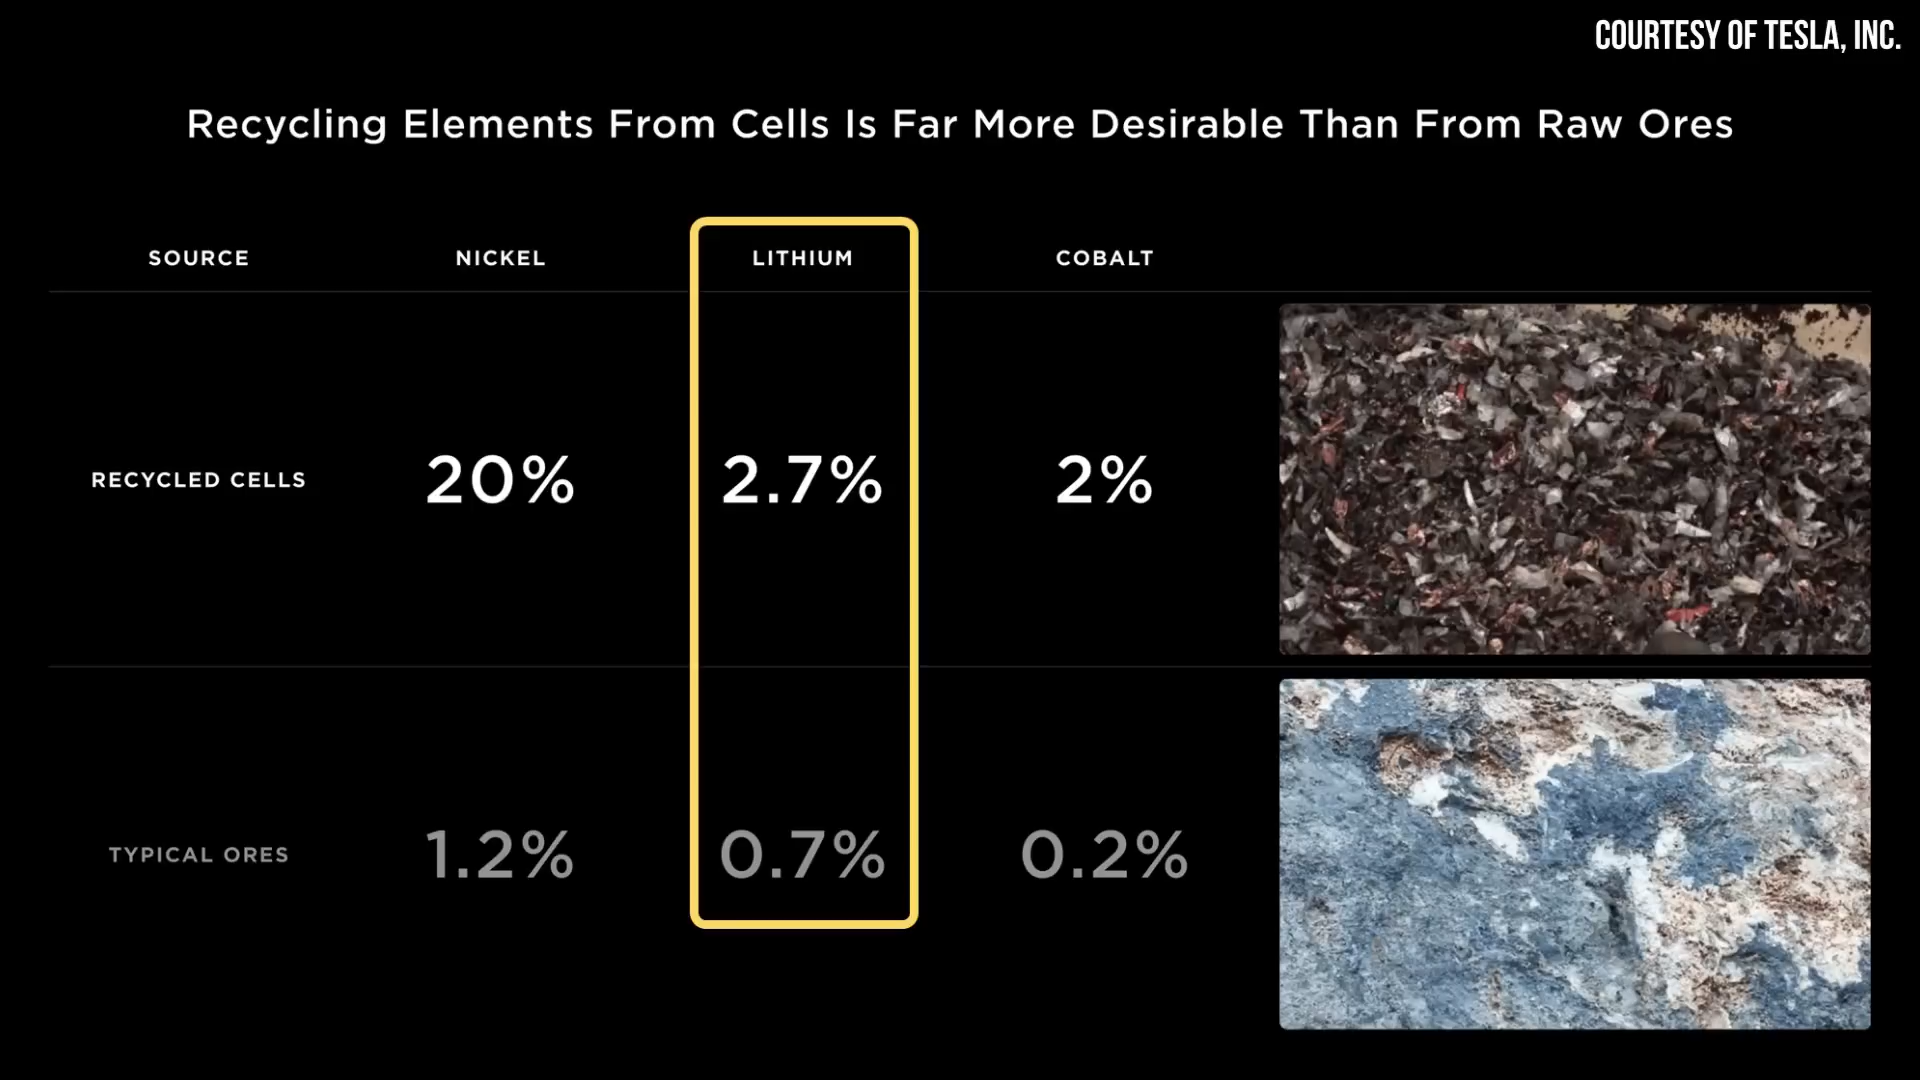 COURTESY OF TESLA, INC.
Recycling Elements From Cells Is Far More Desirable Than From Raw Ores
SOURCE NICKEL LITHIUM COBALT
RECYCLED CELLS 20% 2.7% 2%
TYPICAL ORES 1.2% 0.7% 0.2%